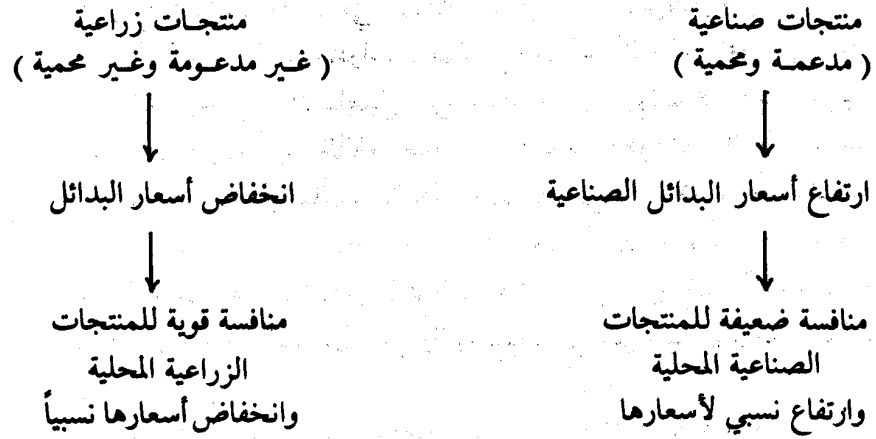 منتجات صناعية
( مدعمة ومحمية )
ارتفاع أسعار البدائل الصناعية
منافسة ضعيفة للمنتجات
الصناعية المحلية
وارتفاع نسبي لأسعارها
منتجات زراعية
( غير مدعومة وغير محمية )
انخفاض أسعار البدائل
منافسة قوية للمنتجات
الزراعية المحلية
وانخفاض أسعارها نسبياً